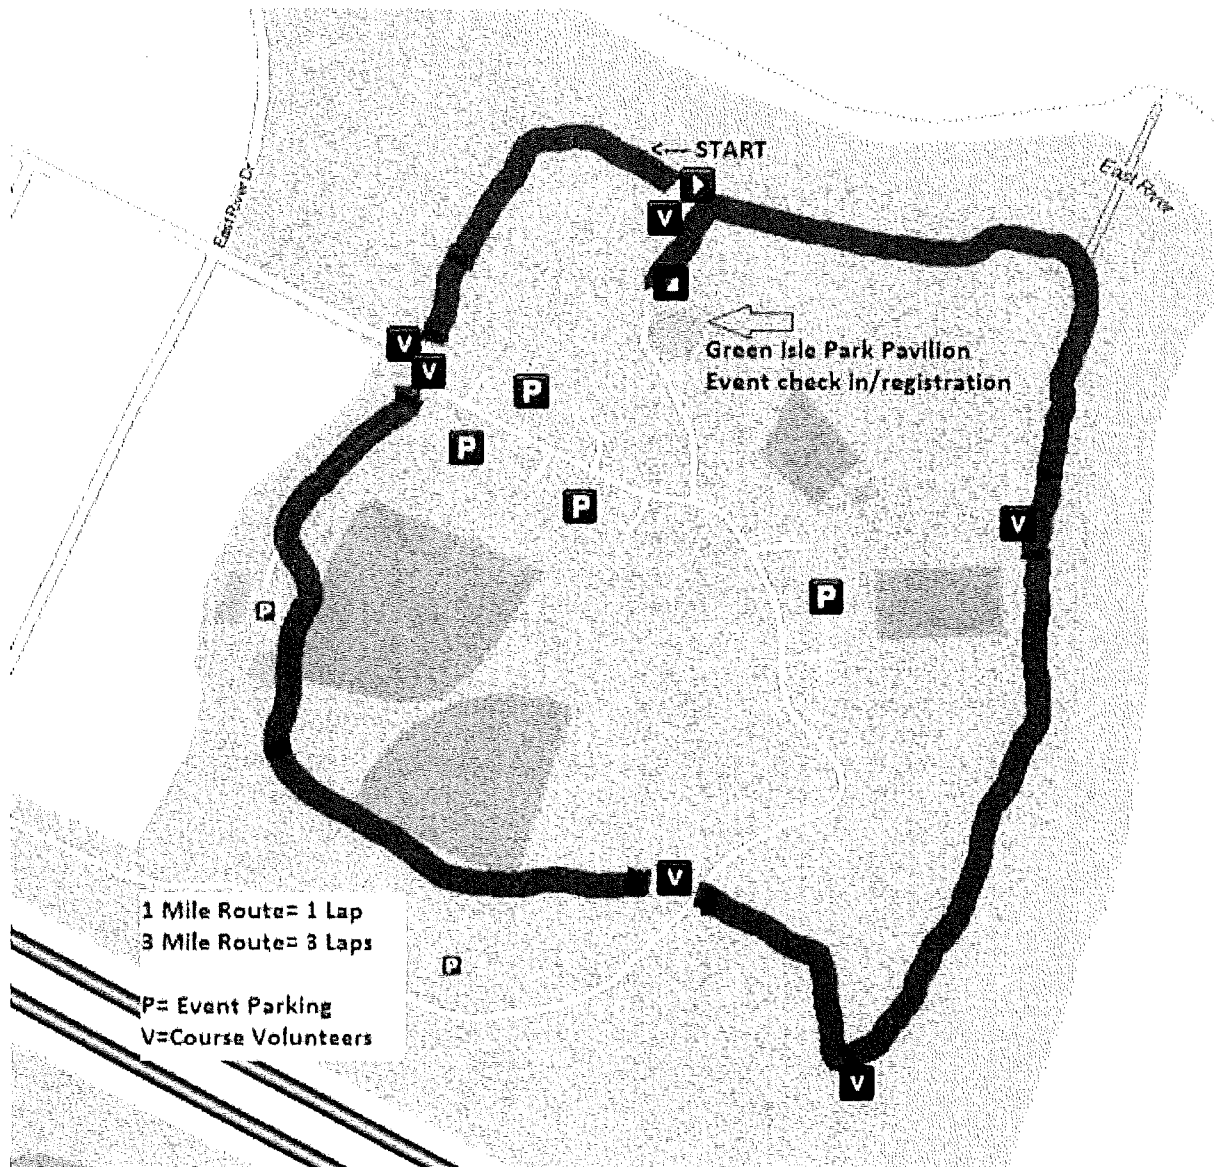 <--- START
East River
V
East River Dr
V
V
Green Isle Park Pavilion
Event check in/registration
P
P
P
V
P
P
V
1 Mile Route= 1 Lap
3 Mile Route= 3 Laps
P
P= Event Parking
V=Course Volunteers
V